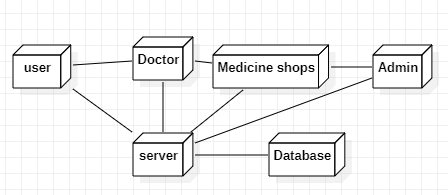 user
Doctor
Medicine shops
Admin
server
Database